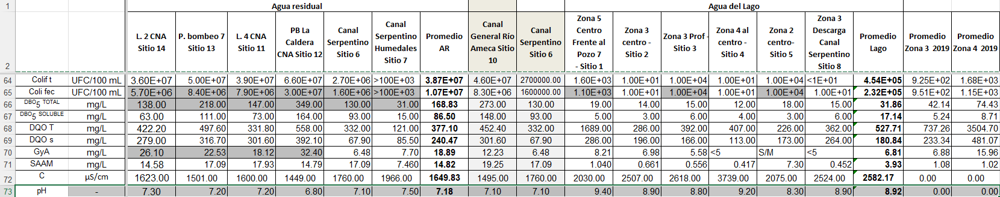 1 Agua residual Agua del Lago
2 L. 2 CNA Sitio 14 P. bombeo 7 Sitio 13 L. 4 CNA Sitio 11 PB La Caldera CNA Sitio 12 Canal Serpentino Sitio 6 Canal Serpentino Humedales Sitio 7 Promedio AR Canal General Río Ameca Sitio 10 Canal Serpentino Sitio 6 Zona 5 Centro Frente al Pozo 7 - Sitio 1 Zona 3 centro - Sitio 2 Zona 3 Prof - Sitio 3 Zona 4 al centro - Sitio 4 Zona 2 centro- Sitio 5 Zona 3 Descarga Canal Serpentino Sitio 8 Promedio Lago Promedio Zona 3 2019 Promedio Zona 4 2019
64 Colif t UFC/100 mL 3.60E+07 5.00E+07 3.90E+07 6.60E+07 2.70E+06 >100E+03 3.87E+07 4.60E+07 2700000.00 1.60E+03 1.00E+01 1.00E+04 1.00E+01 1.00E+04 <1E+01 4.54E+05 9.25E+02 1.68E+03
65 Coli fec UFC/100 mL 5.70E+06 8.40E+06 7.90E+06 3.00E+07 1.60E+06 >100E+03 1.07E+07 8.30E+06 1600000.00 1.10E+03 1.00E+01 1.00E+04 1.00E+01 1.00E+04 1.00E+01 2.32E+05 9.51E+02 1.15E+03
66 DBO5 TOTAL mg/L 138.00 218.00 147.00 349.00 130.00 31.00 168.83 273.00 130.00 19.00 14.00 15.00 12.00 18.00 15.00 31.86 42.14 74.43
67 DBO5 SOLUBLE mg/L 63.00 111.00 73.00 164.00 93.00 15.00 86.50 148.00 93.00 5.00 3.00 6.00 4.00 3.00 6.00 17.14 5.24 8.71
68 DQO T mg/L 422.20 497.60 331.80 558.00 332.00 121.00 377.10 452.40 332.00 1689.00 286.00 392.00 407.00 226.00 362.00 527.71 737.26 3504.70
69 DQO s mg/L 279.00 316.70 301.60 392.10 67.90 85.50 240.47 301.60 67.90 286.00 196.00 166.00 113.00 173.00 264.00 180.84 233.34 481.07
70 GyA mg/L 26.10 22.53 18.12 32.40 6.48 7.70 18.89 12.23 6.48 8.21 6.98 5.58 <5 S/M <5 6.81 6.88 15.96
71 SAAM mg/L 14.58 17.09 17.93 14.79 17.09 7.460 14.82 19.25 17.09 1.040 0.661 0.556 0.417 7.30 0.452 3.93 1.08 1.02
72 C µS/cm 1623.00 1501.00 1600.00 1449.00 1760.00 1966.00 1649.83 1495.00 1760.00 2030.00 2507.00 2618.00 3739.00 2075.00 2524.00 2582.17 0.00 0.00
73 pH - 7.30 7.20 7.20 6.80 7.10 7.50 7.18 7.10 7.10 9.40 8.90 8.80 9.20 8.30 8.90 8.92 0.00 0.00